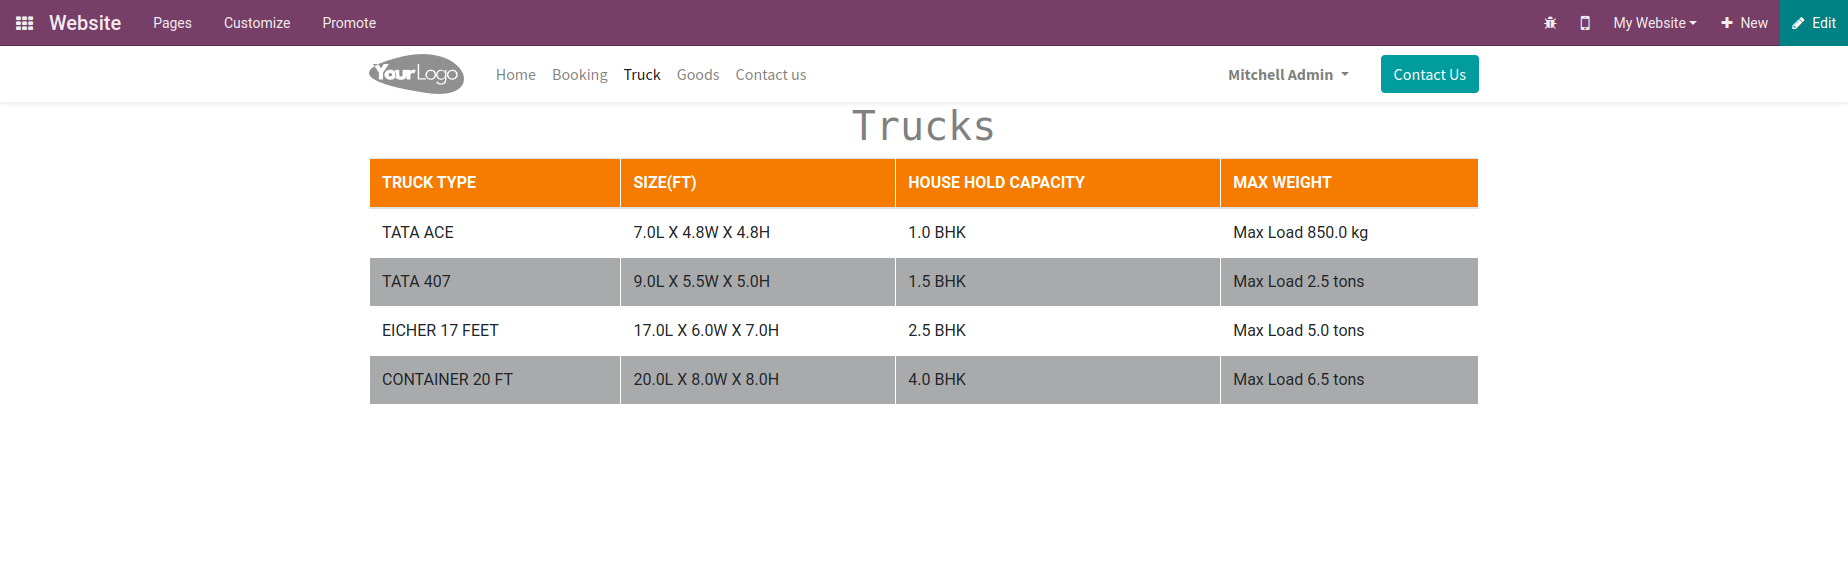 Website Pages Customize Promote My Website New Edit
YourLogo Home Booking Truck Goods Contact us Mitchell Admin Contact Us
Trucks
TRUCK TYPE SIZE(FT) HOUSE HOLD CAPACITY MAX WEIGHT
TATA ACE 7.0L X 4.8W X 4.8H 1.0 BHK Max Load 850.0 kg
TATA 407 9.0L X 5.5W X 5.0H 1.5 BHK Max Load 2.5 tons
EICHER 17 FEET 17.0L X 6.0W X 7.0H 2.5 BHK Max Load 5.0 tons
CONTAINER 20 FT 20.0L X 8.0W X 8.0H 4.0 BHK Max Load 6.5 tons